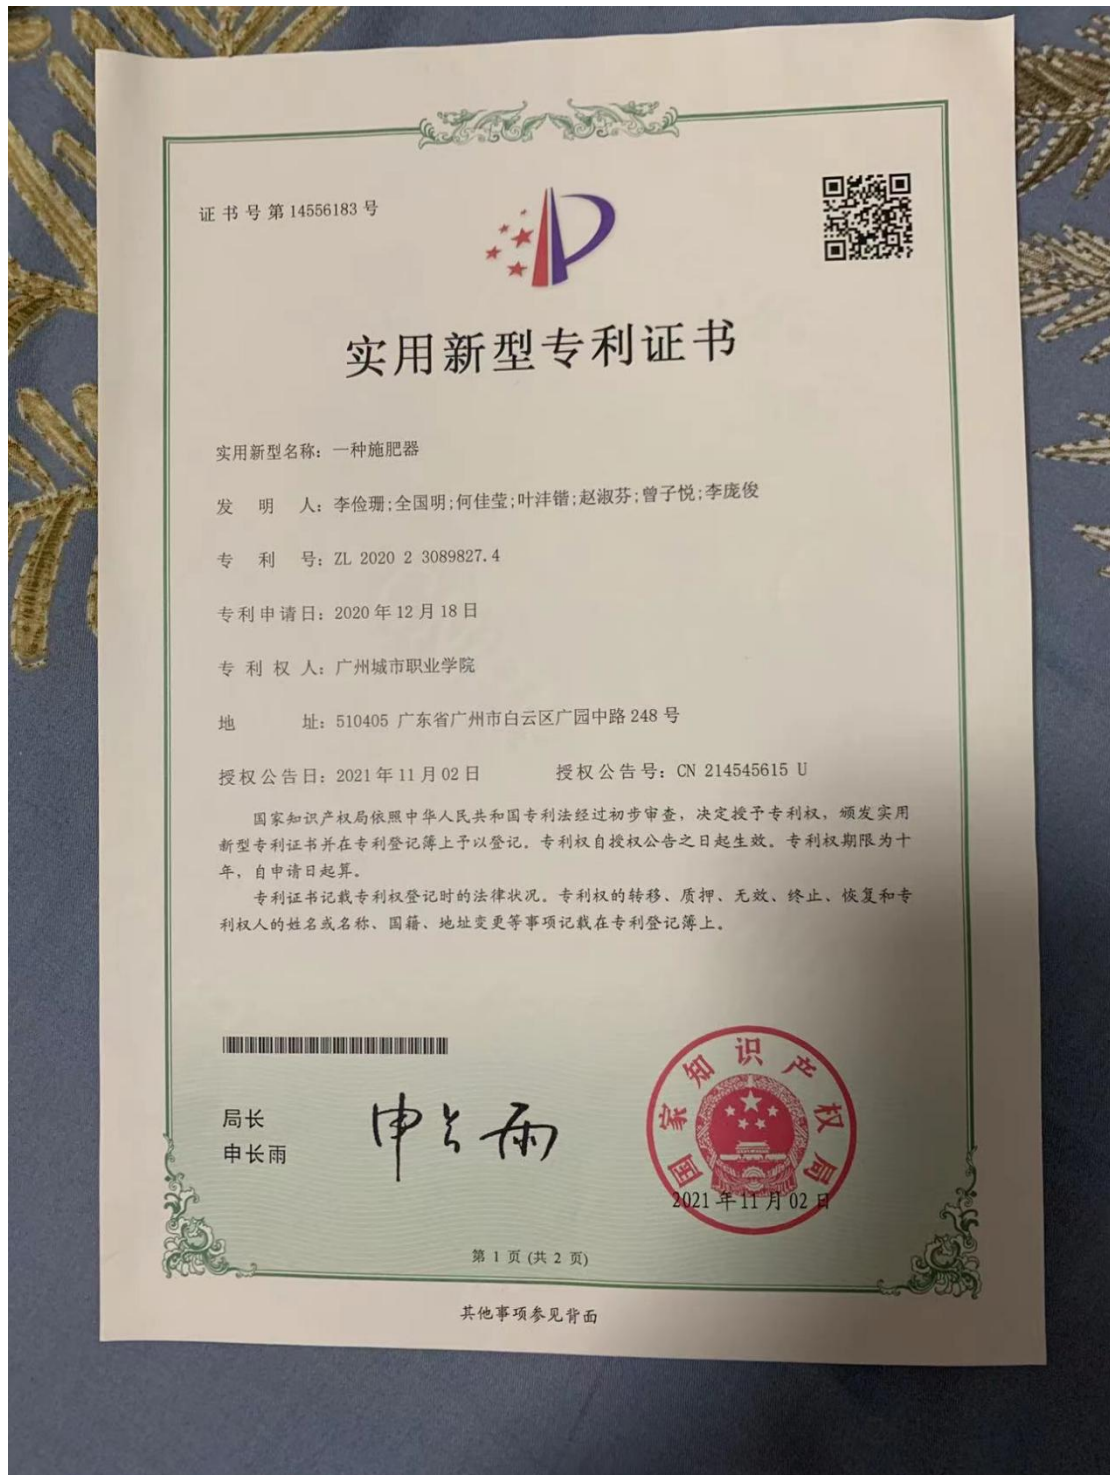 证书号第14556183号
实用新型专利证书
实用新型名称：一种施肥器
发明人：李俭珊;全国明;何佳莹;叶沣锴;赵淑芬;曾子悦;李庞俊
专利号：ZL 2020 2 3089827.4
专利申请日：2020年12月18日
专利权人：广州城市职业学院
地址：510405 广东省广州市白云区广园中路248号
授权公告日：2021年11月02日 授权公告号：CN 214545615 U
国家知识产权局依照中华人民共和国专利法经过初步审查，决定授予专利权，颁发实用
新型专利证书并在专利登记簿上予以登记。专利权自授权公告之日起生效。专利权期限为十
年，自申请日起算。
专利证书记载专利权登记时的法律状况。专利权的转移、质押、无效、终止、恢复和专
利权人的姓名或名称、国籍、地址变更等事项记载在专利登记簿上。
局长
申长雨
申长雨
国家知识产权局
2021年11月02日
第 1 页 (共 2 页)
其他事项参见背面